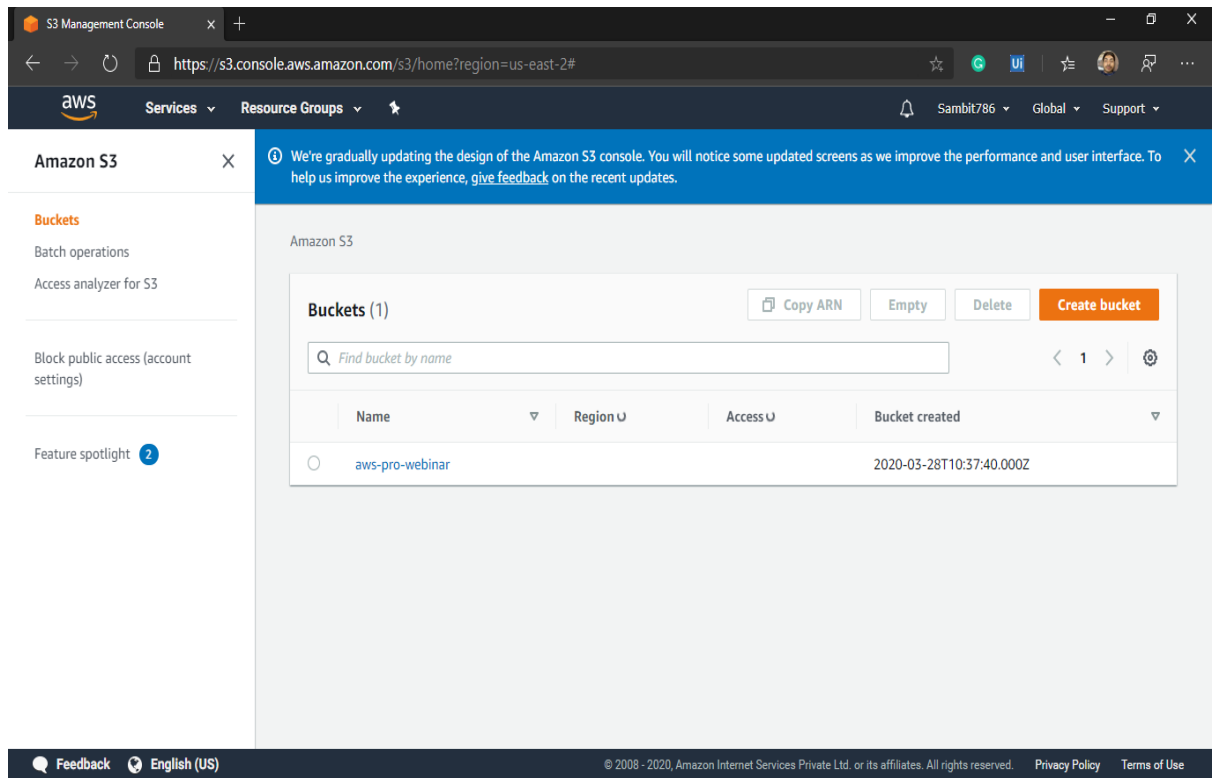 S3 Management Console
https://s3.console.aws.amazon.com/s3/home?region=us-east-2#
G
Ui
aws
Services
Resource Groups
Sambit786
Global
Support
Amazon S3
We're gradually updating the design of the Amazon S3 console. You will notice some updated screens as we improve the performance and user interface. To
help us improve the experience, give feedback on the recent updates.
Buckets
Batch operations
Access analyzer for S3
Block public access (account
settings)
Feature spotlight 2
Amazon S3
Buckets (1)
Copy ARN
Empty
Delete
Create bucket
Find bucket by name
1
Name
Region
Access
Bucket created
aws-pro-webinar
2020-03-28T10:37:40.000Z
Feedback
English (US)
© 2008 - 2020, Amazon Internet Services Private Ltd. or its affiliates. All rights reserved.
Privacy Policy
Terms of Use